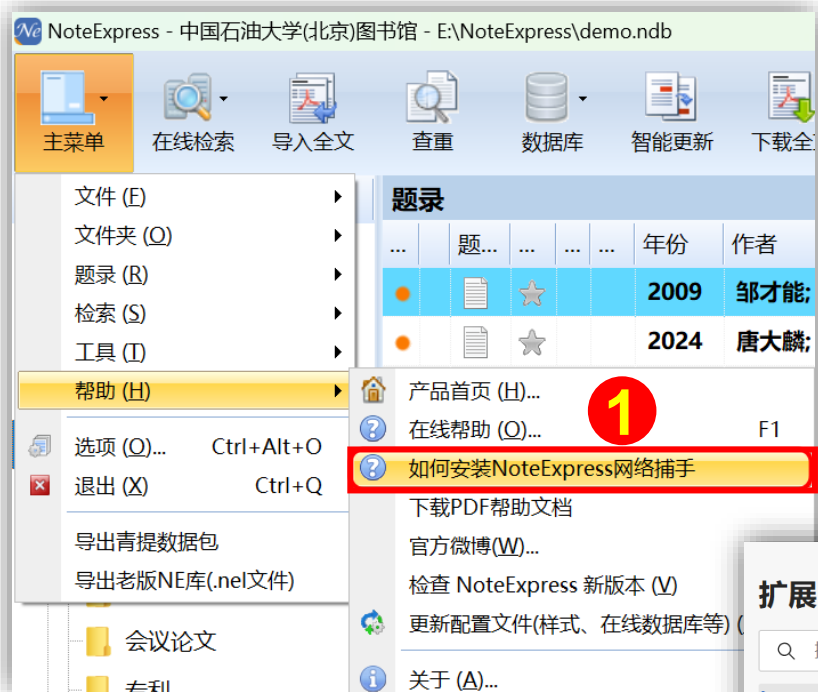 NoteExpress - 中国石油大学(北京)图书馆 - E:\NoteExpress\demo.ndb
主菜单 在线检索 导入全文 查重 数据库 智能更新 下载全
文件 (F)
文件夹 (O)
题录 (R)
检索 (S)
工具 (T)
帮助 (H)
选项 (O)... Ctrl+Alt+O
退出 (X) Ctrl+Q
导出青提数据包
导出老版NE库(.nel文件)
会议论文
专利
题录
... 题... ... ... ... 年份 作者
2009 邹才能;
2024 唐大麟;
产品首页 (H)...
1
在线帮助 (O)... F1
如何安装NoteExpress网络捕手
下载PDF帮助文档
官方微博(W)...
检查 NoteExpress 新版本 (V)
更新配置文件(样式、在线数据库等) (
关于 (A)...
扩展